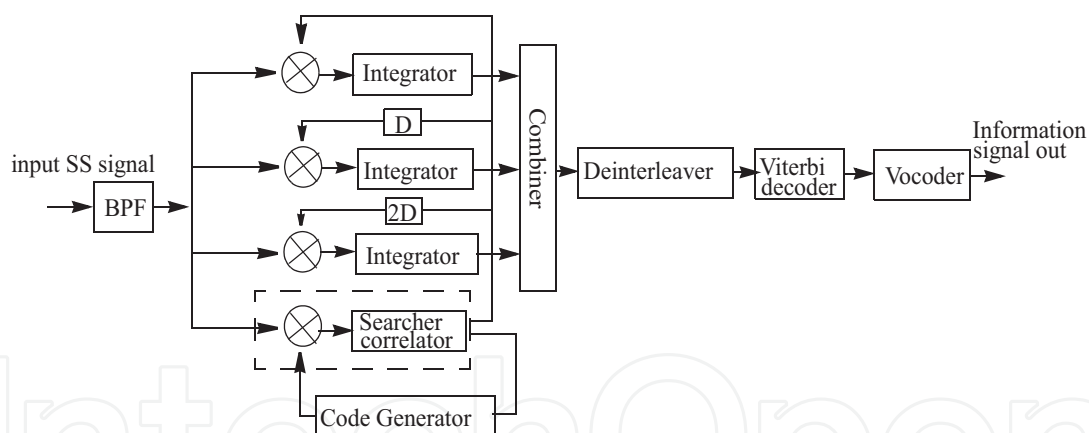 input SS signal
BPF
Integrator
D
Integrator
2D
Integrator
Searcher
correlator
Code Generator
Combiner
Deinterleaver
Viterbi
decoder
Vocoder
Information
signal out
IntechOpen